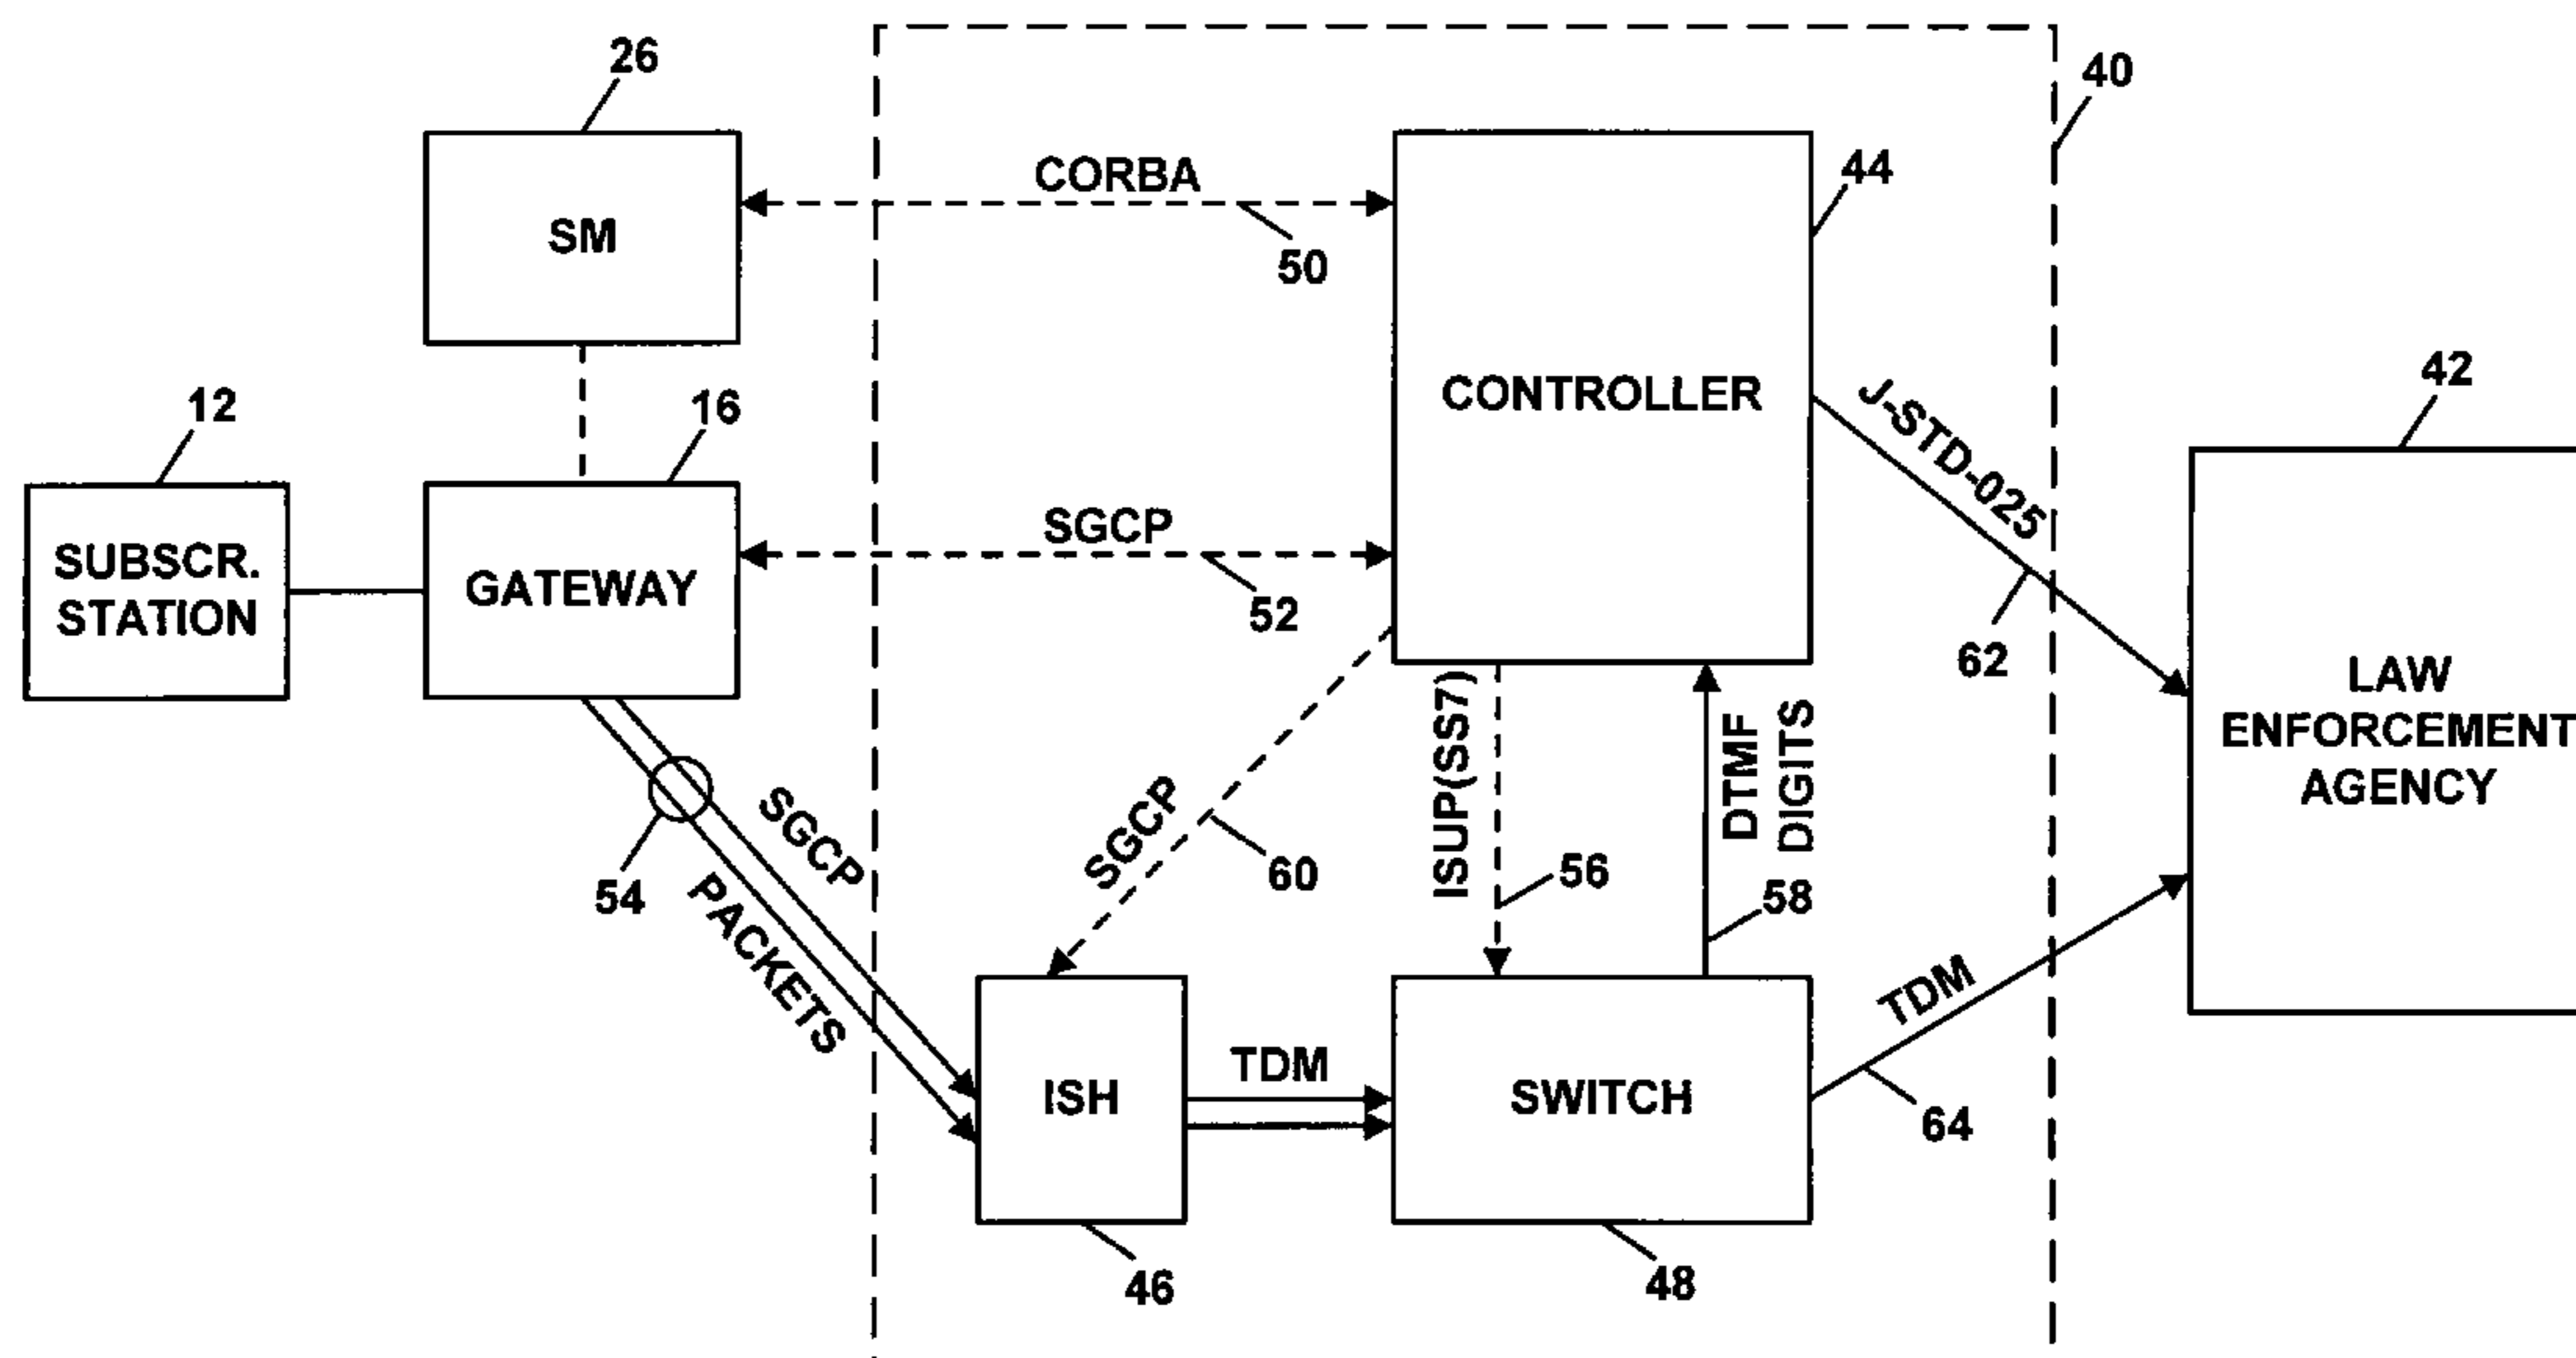 26
40
CORBA
44
SM
50
CONTROLLER
J-STD-025
42
12
16
SGCP
SUBSCR.
STATION
GATEWAY
52
62
LAW
ENFORCEMENT
AGENCY
SGCP
PACKETS
54
SGCP
60
ISUP(SS7)
56
DTMF
DIGITS
58
TDM
ISH
TDM
SWITCH
64
46
48